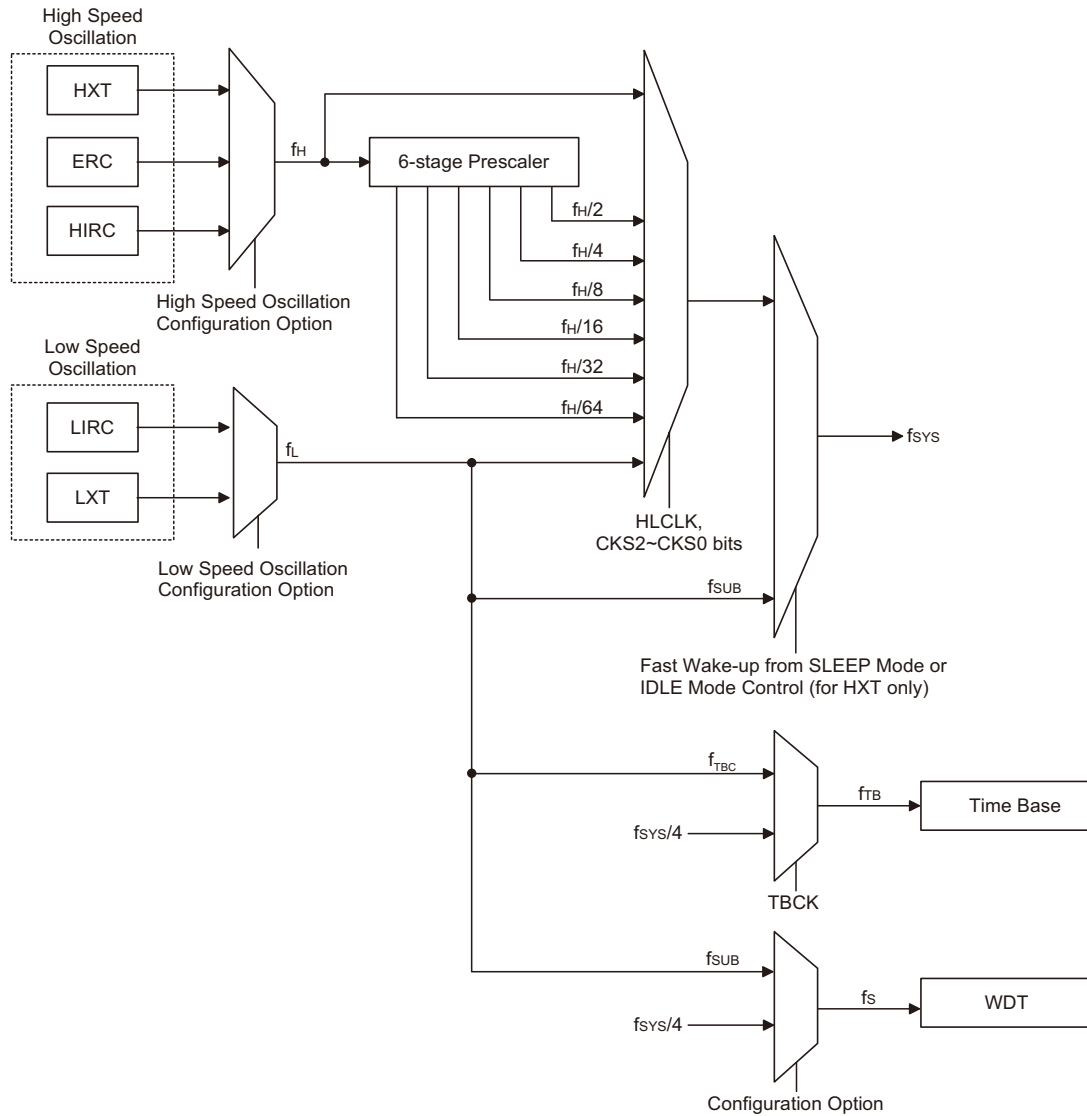 High Speed
Oscillation
HXT
ERC
HIRC
fH
6-stage Prescaler
fH/2
fH/4
fH/8
fH/16
fH/32
fH/64
High Speed Oscillation
Configuration Option
Low Speed
Oscillation
LIRC
LXT
fL
Low Speed Oscillation
Configuration Option
HLCLK,
CKS2~CKS0 bits
fSUB
fSYS
Fast Wake-up from SLEEP Mode or
IDLE Mode Control (for HXT only)
fTBC
fSYS/4
fTB
Time Base
TBCK
fSUB
fSYS/4
fS
WDT
Configuration Option